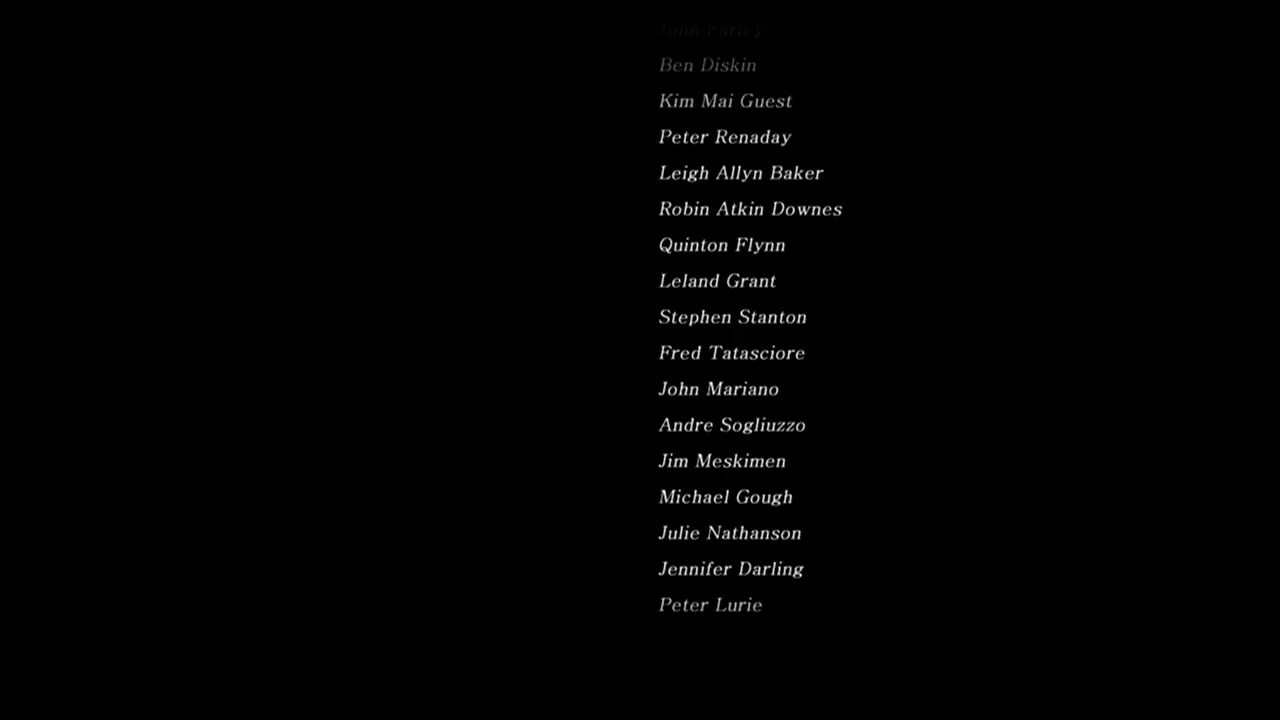 Ben Diskin
Kim Mai Guest
Peter Renaday
Leigh Allyn Baker
Robin Atkin Downes
Quinton Flynn
Leland Grant
Stephen Stanton
Fred Tatasciore
John Mariano
Andre Sogliuzzo
Jim Meskimen
Michael Gough
Julie Nathanson
Jennifer Darling
Peter Lurie